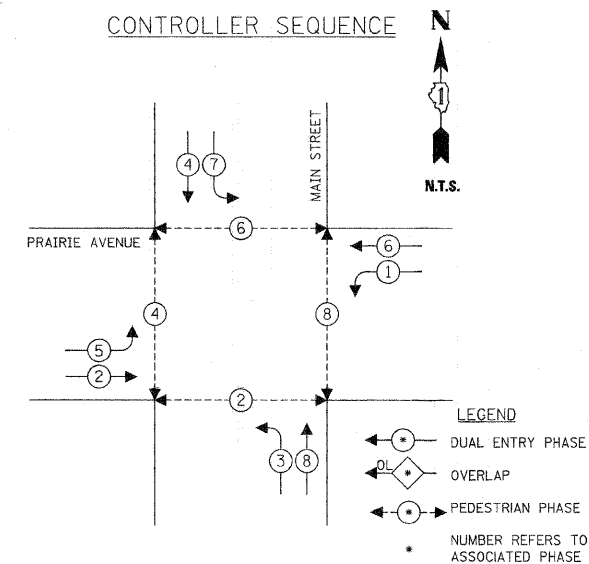 CONTROLLER SEQUENCE
N
1
N.T.S.
MAIN STREET
4 7
6
PRAIRIE AVENUE
6
1
4
8
5
2
2
3 8
LEGEND
* DUAL ENTRY PHASE
OL * OVERLAP
* PEDESTRIAN PHASE
* NUMBER REFERS TO
ASSOCIATED PHASE